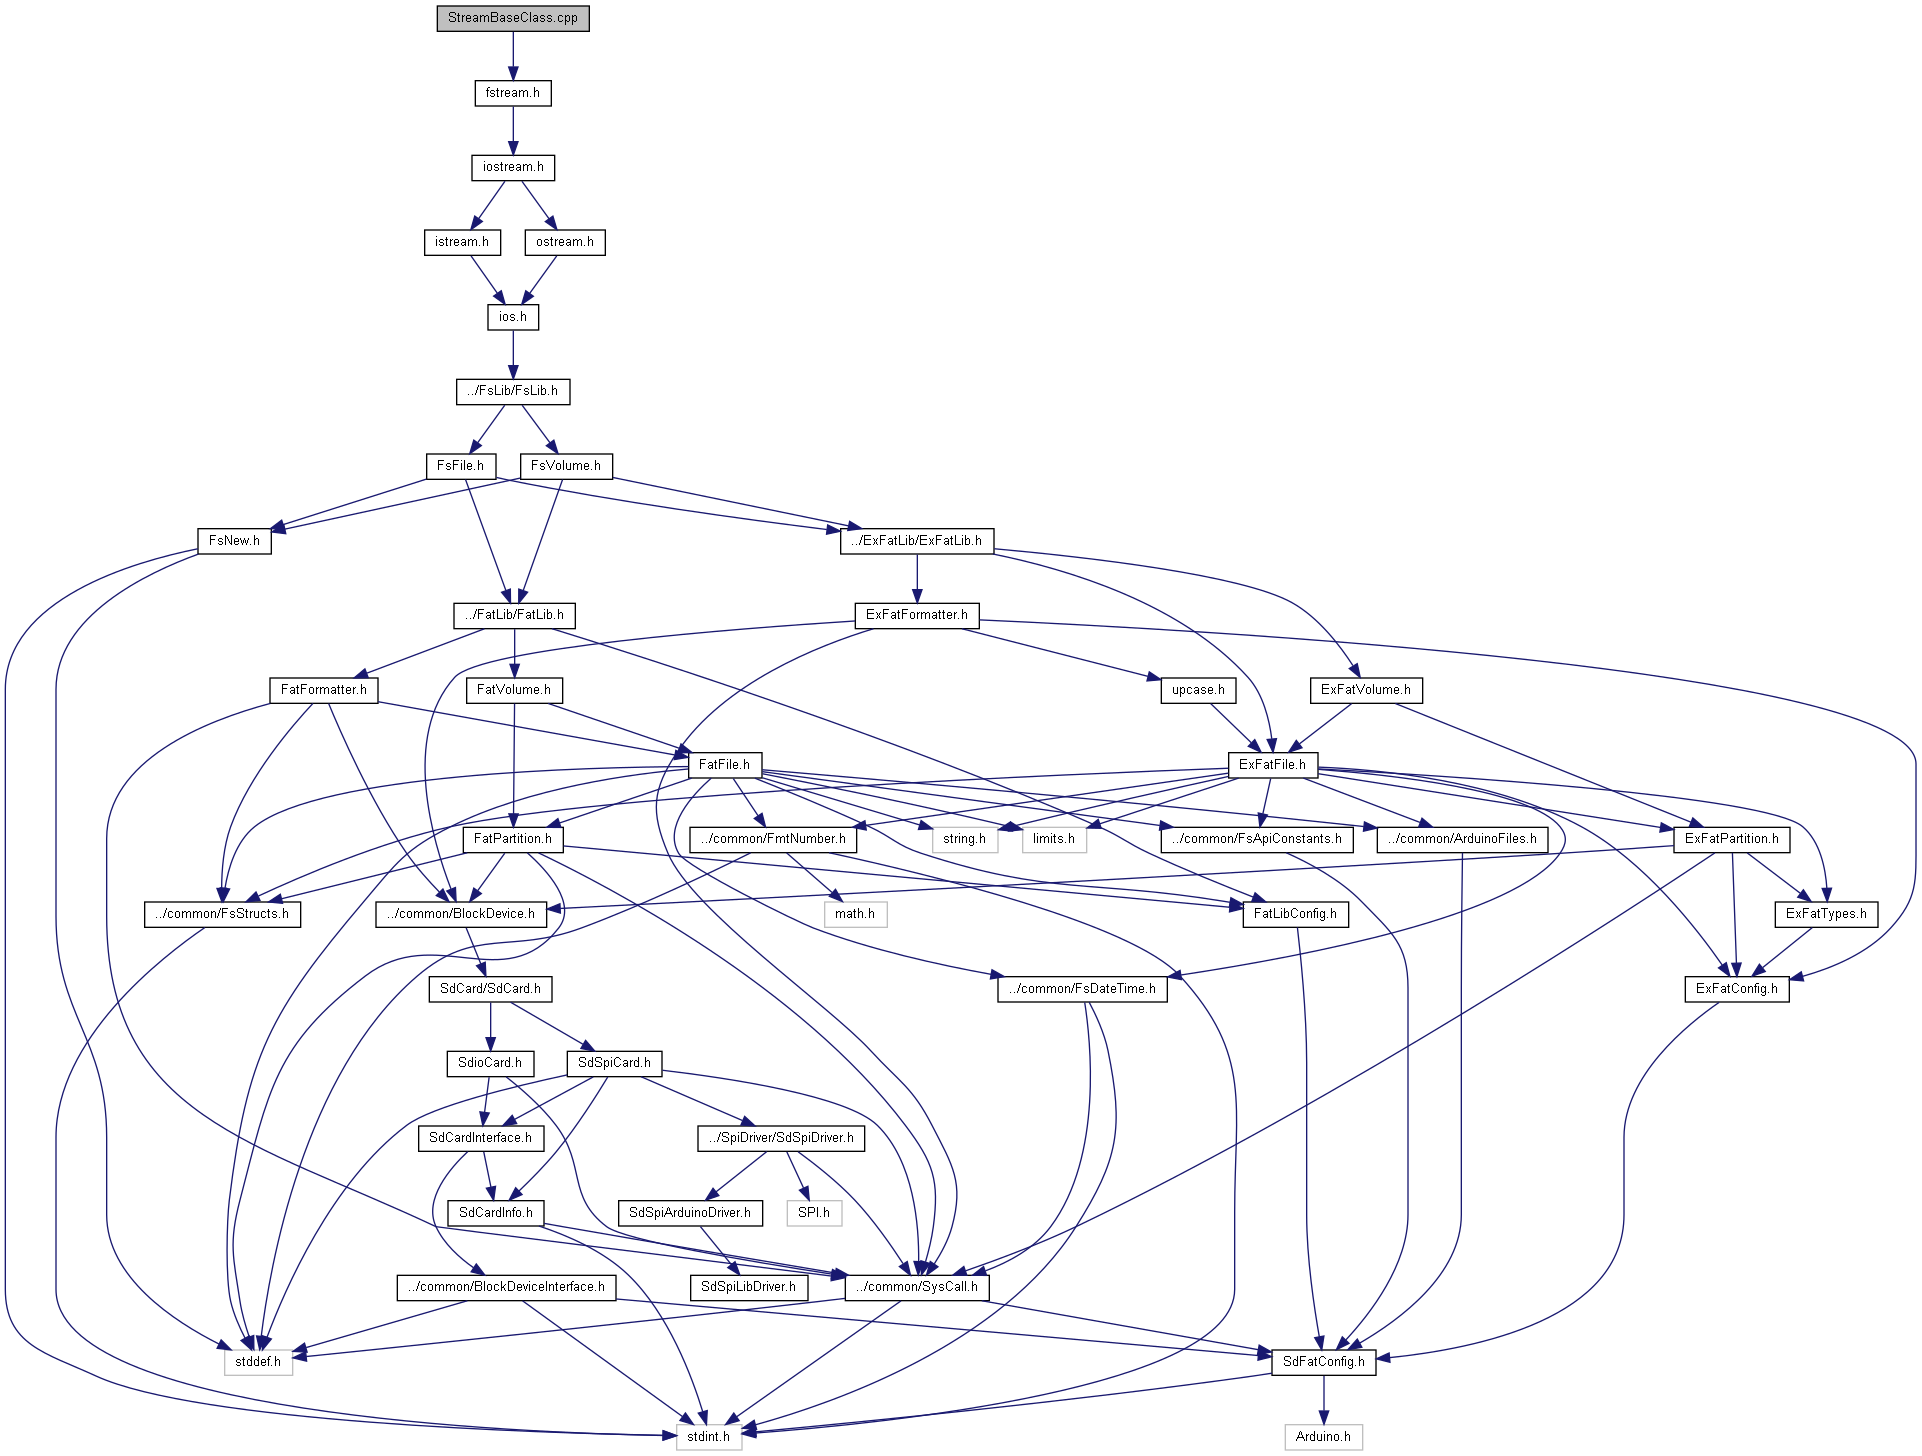 StreamBaseClass.cpp
fstream.h
iostream.h
istream.h
ostream.h
ios.h
../FsLib/FsLib.h
FsFile.h
FsVolume.h
FsNew.h
../ExFatLib/ExFatLib.h
../FatLib/FatLib.h
ExFatFormatter.h
FatFormatter.h
FatVolume.h
upcase.h
ExFatVolume.h
FatFile.h
ExFatFile.h
FatPartition.h
../common/FmtNumber.h
string.h
limits.h
../common/FsApiConstants.h
../common/ArduinoFiles.h
ExFatPartition.h
../common/FsStructs.h
../common/BlockDevice.h
math.h
FatLibConfig.h
ExFatTypes.h
SdCard/SdCard.h
../common/FsDateTime.h
ExFatConfig.h
SdioCard.h
SdSpiCard.h
SdCardInterface.h
../SpiDriver/SdSpiDriver.h
SdCardInfo.h
SdSpiArduinoDriver.h
SPI.h
../common/BlockDeviceInterface.h
SdSpiLibDriver.h
../common/SysCall.h
stddef.h
SdFatConfig.h
stdint.h
Arduino.h